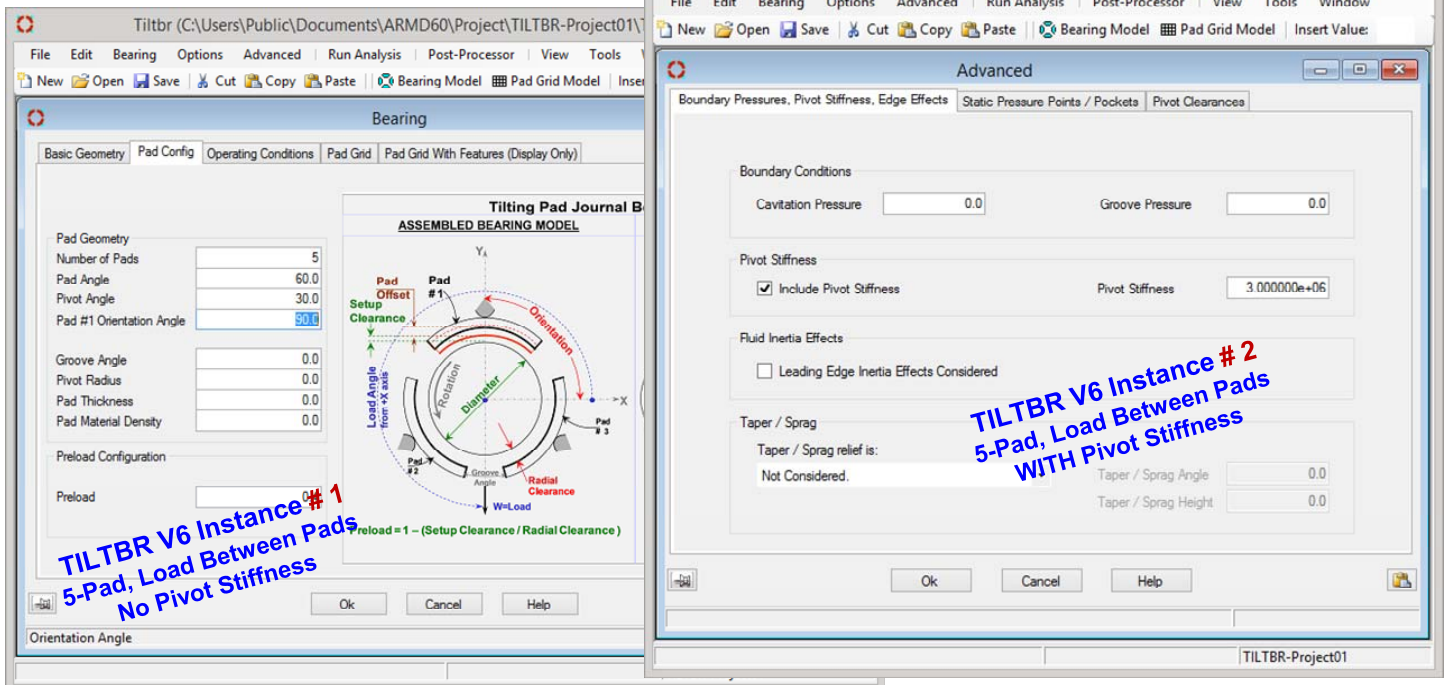 Tiltbr (C:\Users\Public\Documents\ARMD60\Project\TILTBR-Project01\T
File Edit Bearing Options Advanced Run Analysis Post-Processor View Tools
New Open Save Cut Copy Paste Bearing Model Pad Grid Model Inser
Bearing
Basic Geometry Pad Config Operating Conditions Pad Grid Pad Grid With Features (Display Only)
Pad Geometry
Number of Pads 5
Pad Angle 60.0
Pivot Angle 30.0
Pad #1 Orientation Angle 90.0
Groove Angle 0.0
Pivot Radius 0.0
Pad Thickness 0.0
Pad Material Density 0.0
Preload Configuration
Preload
Tilting Pad Journal B
ASSEMBLED BEARING MODEL
Y
Pad
Offset
Pad
#1
Setup
Clearance
Orientation
Load Angle
from +X axis
Rotation
Diameter
X
Pad
#3
Pad
#2
Groove
Angle
Radial
Clearance
W=Load
Preload = 1 – (Setup Clearance / Radial Clearance )
TILTBR V6 Instance # 1
5-Pad, Load Between Pads
No Pivot Stiffness
Ok Cancel Help
Orientation Angle
File Edit Bearing Options Advanced Run Analysis Post-Processor View Tools Window
New Open Save Cut Copy Paste Bearing Model Pad Grid Model Insert Value:
Advanced
Boundary Pressures, Pivot Stiffness, Edge Effects Static Pressure Points / Pockets Pivot Clearances
Boundary Conditions
Cavitation Pressure 0.0 Groove Pressure 0.0
Pivot Stiffness
Include Pivot Stiffness Pivot Stiffness 3.000000e+06
Fluid Inertia Effects
Leading Edge Inertia Effects Considered
TILTBR V6 Instance # 2
5-Pad, Load Between Pads
WITH Pivot Stiffness
Taper / Sprag
Taper / Sprag relief is:
Not Considered.
Taper / Sprag Angle 0.0
Taper / Sprag Height 0.0
Ok Cancel Help
TILTBR-Project01